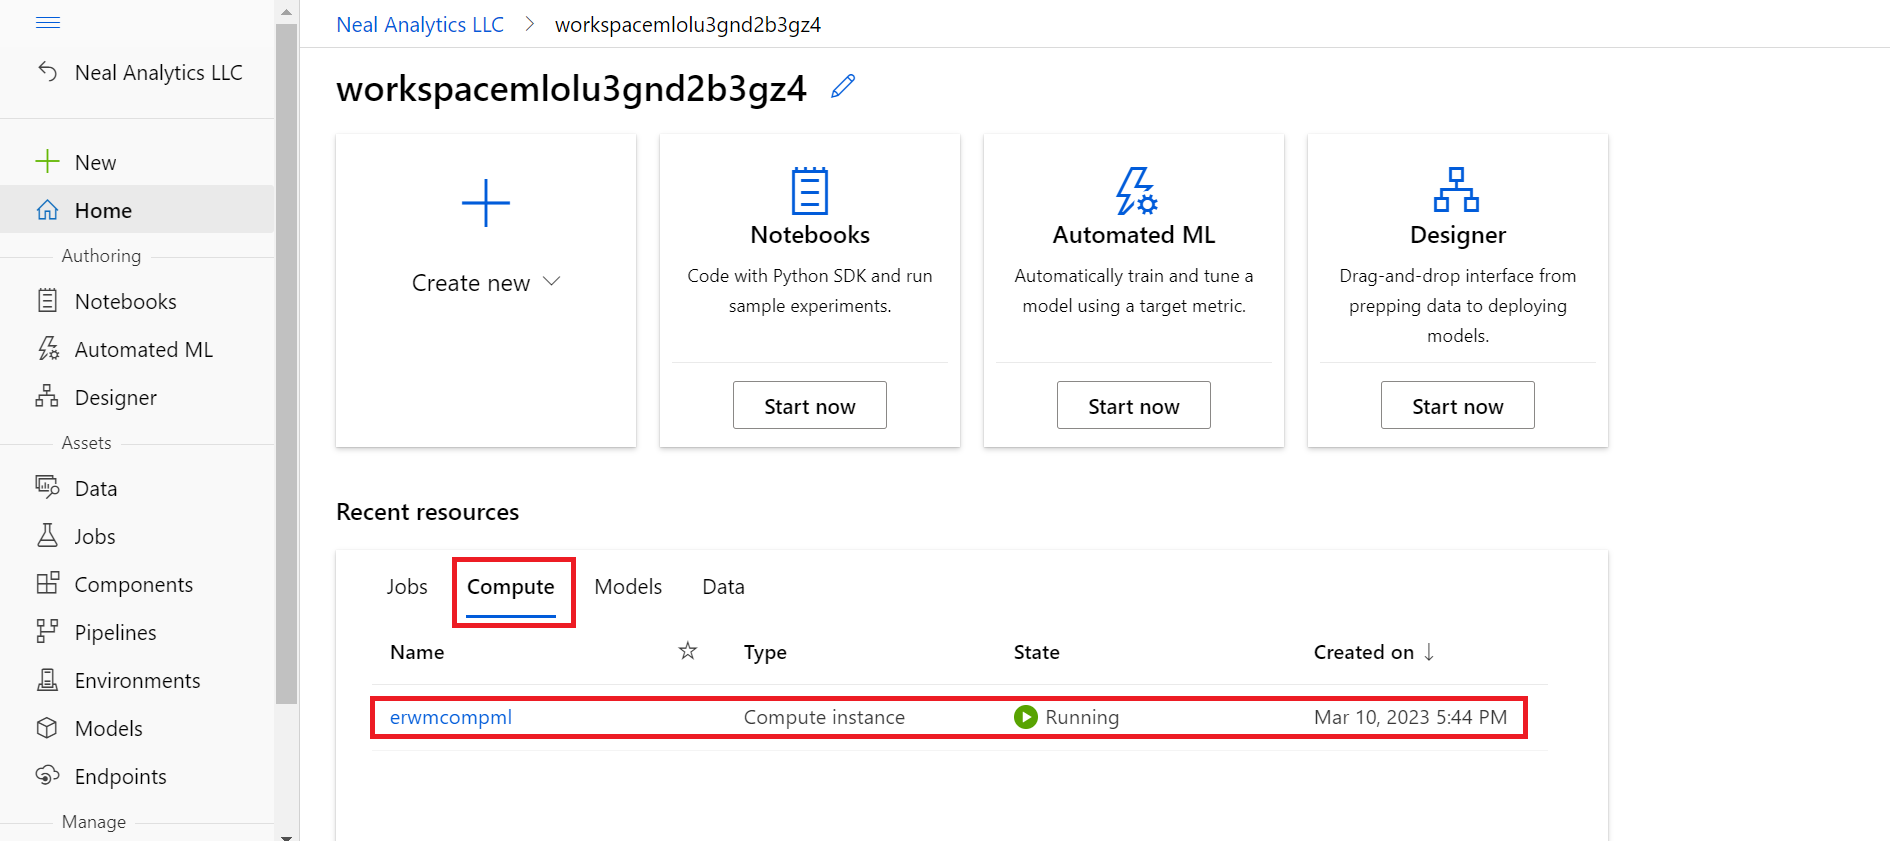 Neal Analytics LLC
New
Home
Authoring
Notebooks
Automated ML
Designer
Assets
Data
Jobs
Components
Pipelines
Environments
Models
Endpoints
Manage
Neal Analytics LLC > workspacemlolu3gnd2b3gz4
workspacemlolu3gnd2b3gz4
Create new
Notebooks
Code with Python SDK and run
sample experiments.
Start now
Automated ML
Automatically train and tune a
model using a target metric.
Start now
Designer
Drag-and-drop interface from
prepping data to deploying
models.
Start now
Recent resources
Jobs Compute Models Data
Name Type State Created on ↓
erwmcompml Compute instance Running Mar 10, 2023 5:44 PM